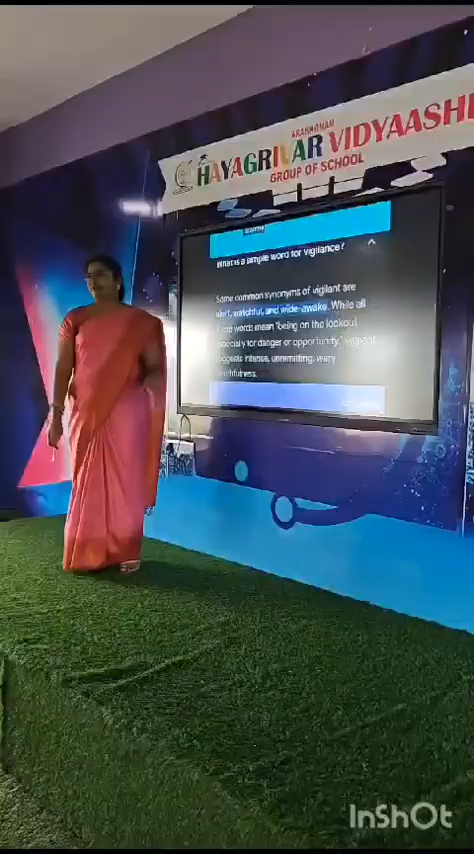 ARAKKONAM
HAYAGRIVAR VIDYAASH
GROUP OF SCHOOL
What is a simple word for vigilance?
Some common synonyms of vigilant are
alert, watchful, and wide-awake. While all
these words mean "being on the lookout
especially for danger or opportunity," vigilant
suggests intense, unremitting, wary
watchfulness.
InShOt